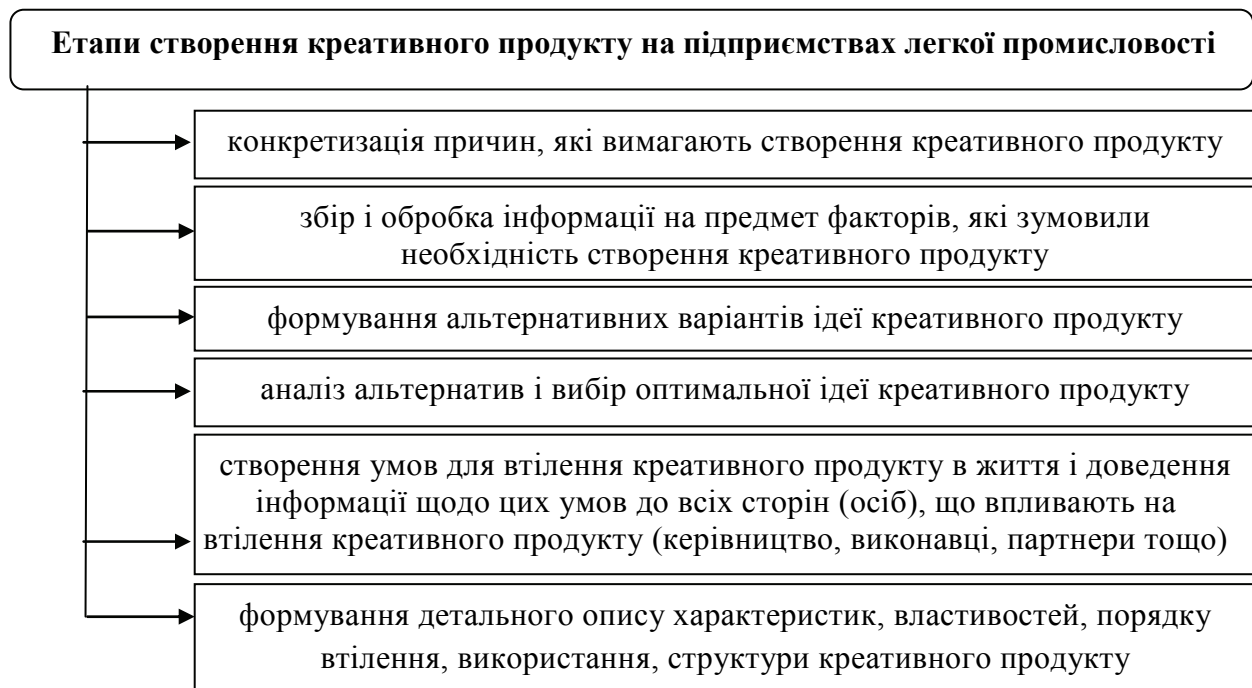 Етапи створення креативного продукту на підприємствах легкої промисловості
конкретизація причин, які вимагають створення креативного продукту
збір і обробка інформації на предмет факторів, які зумовили
необхідність створення креативного продукту
формування альтернативних варіантів ідеї креативного продукту
аналіз альтернатив і вибір оптимальної ідеї креативного продукту
створення умов для втілення креативного продукту в життя і доведення
інформації щодо цих умов до всіх сторін (осіб), що впливають на
втілення креативного продукту (керівництво, виконавці, партнери тощо)
формування детального опису характеристик, властивостей, порядку
втілення, використання, структури креативного продукту